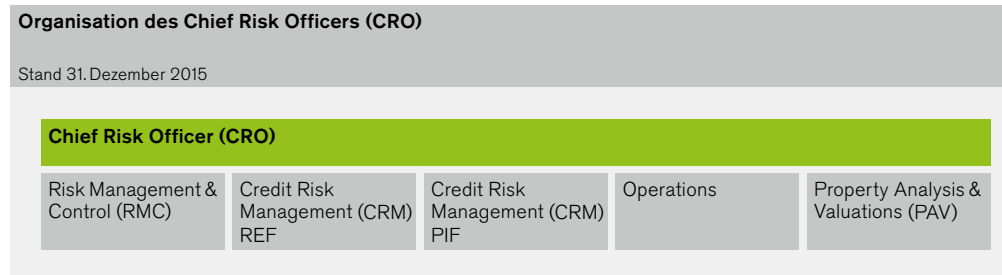 Organisation des Chief Risk Officers (CRO)
Stand 31. Dezember 2015
Chief Risk Officer (CRO)
Risk Management &
Control (RMC)
Credit Risk
Management (CRM)
REF
Credit Risk
Management (CRM)
PIF
Operations
Property Analysis &
Valuations (PAV)